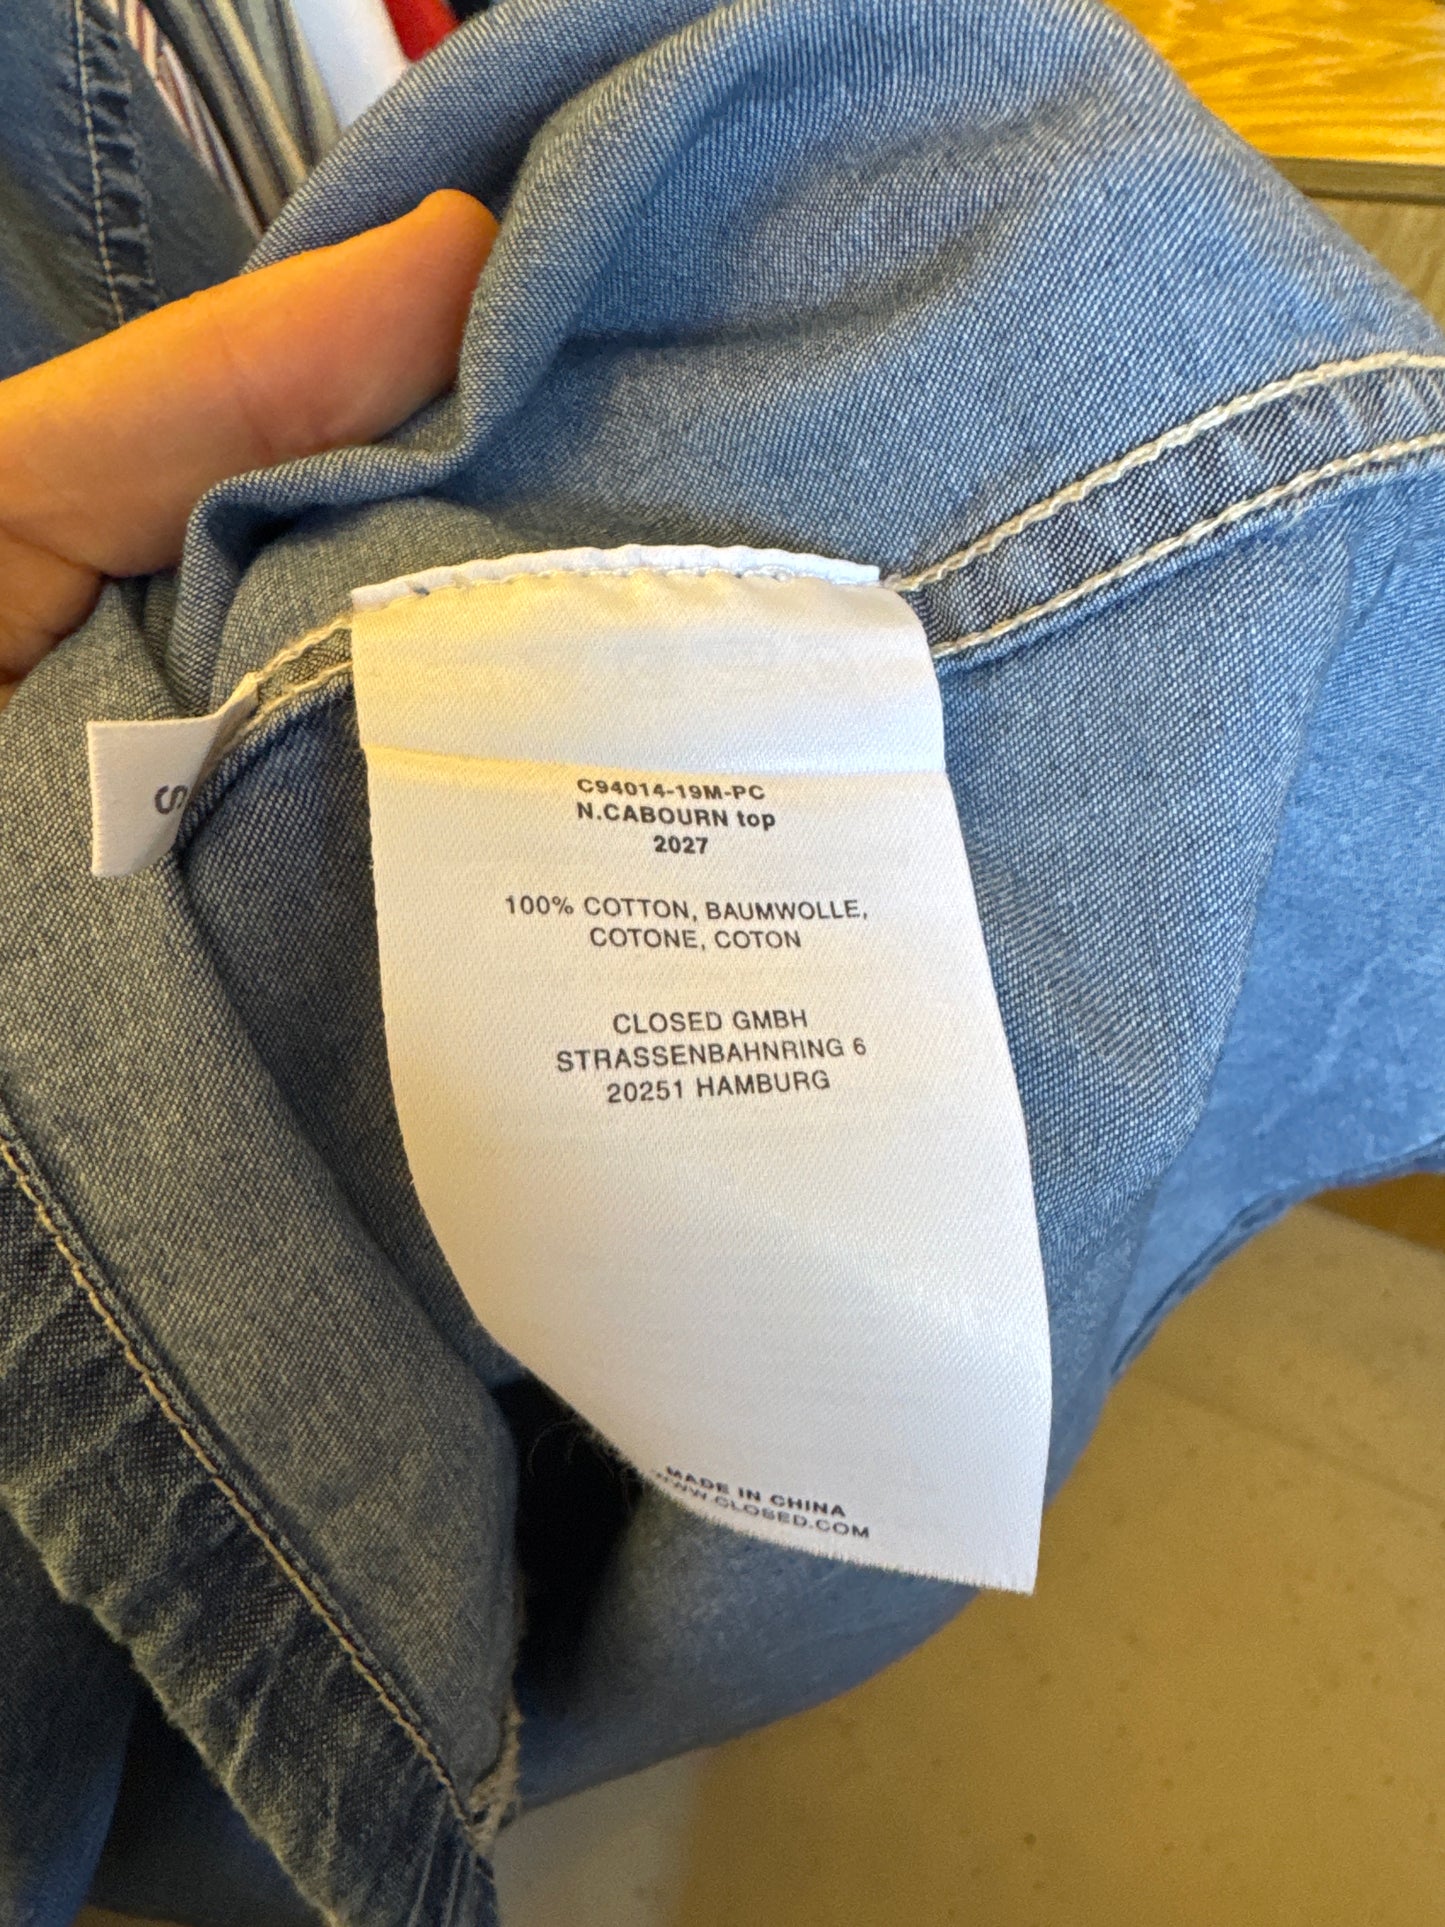 S
C94014-19M-PC
N.CABOURN top
2027
100% COTTON, BAUMWOLLE,
COTONE, COTON
CLOSED GMBH
STRASSENBAHNRING 6
20251 HAMBURG
MADE IN CHINA
WWW.CLOSED.COM